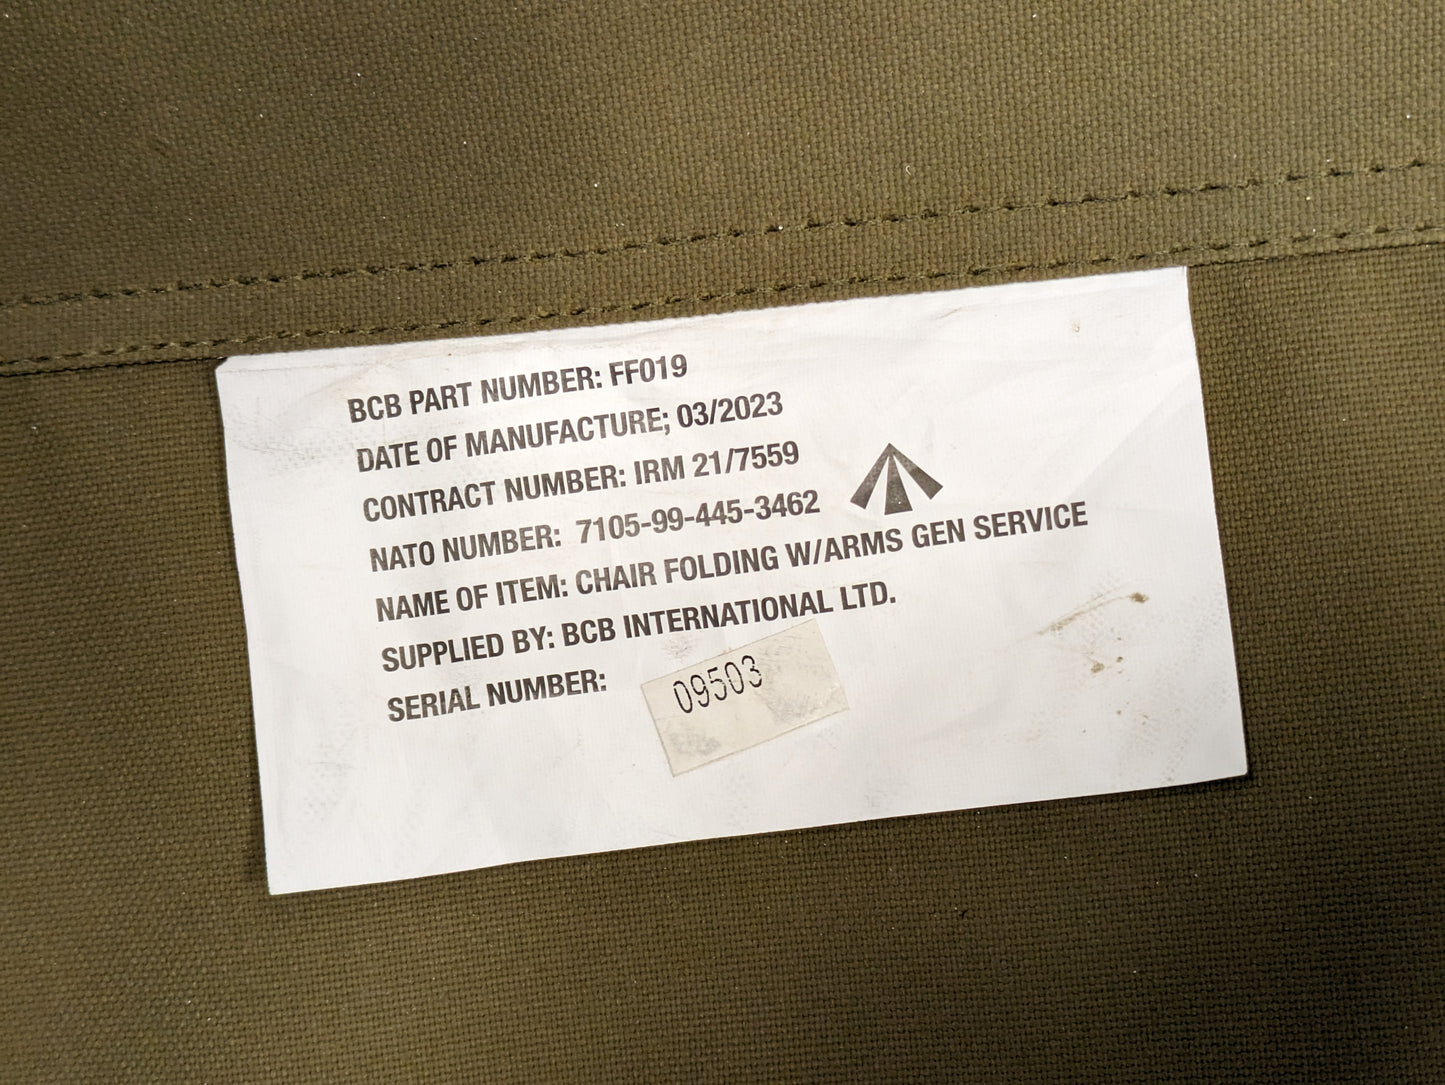 BCB PART NUMBER: FF019
DATE OF MANUFACTURE; 03/2023
CONTRACT NUMBER: IRM 21/7559
NATO NUMBER: 7105-99-445-3462
NAME OF ITEM: CHAIR FOLDING W/ARMS GEN SERVICE
SUPPLIED BY: BCB INTERNATIONAL LTD.
SERIAL NUMBER: 09503